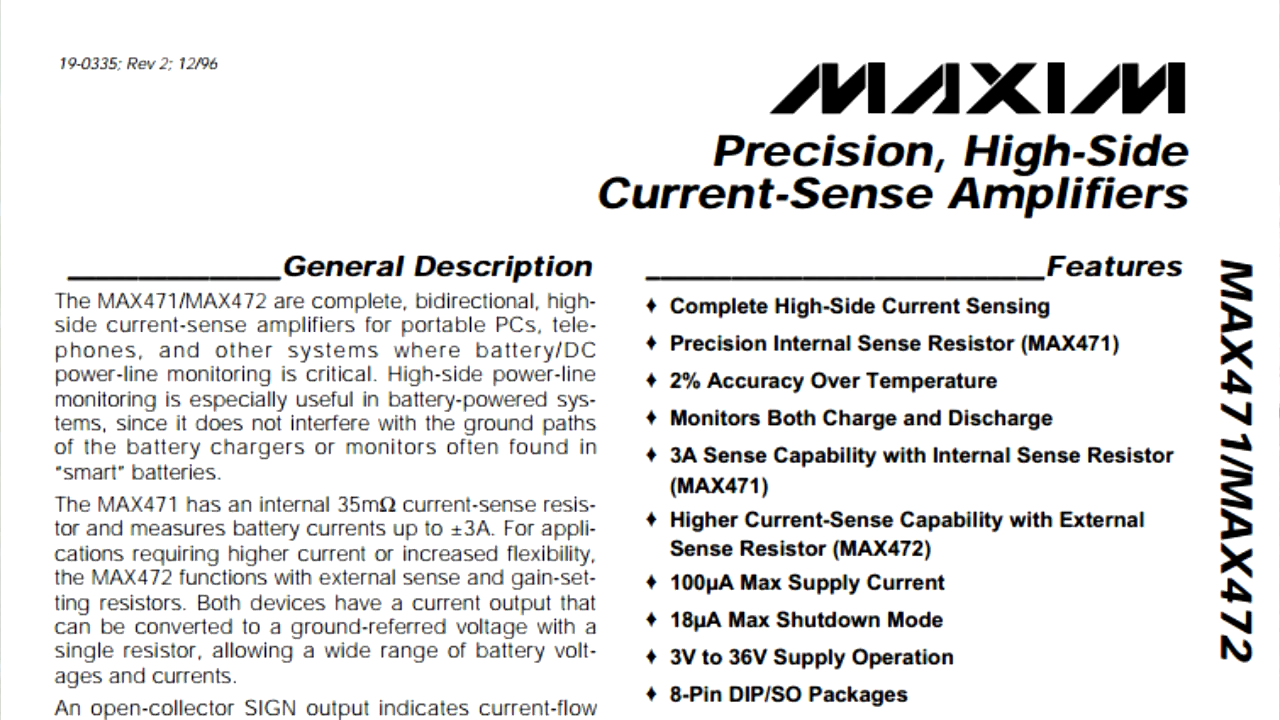 19-0335; Rev 2; 12/96
MAXIM
Precision, High-Side
Current-Sense Amplifiers
General Description
The MAX471/MAX472 are complete, bidirectional, high-
side current-sense amplifiers for portable PCs, tele-
phones, and other systems where battery/DC
power-line monitoring is critical. High-side power-line
monitoring is especially useful in battery-powered sys-
tems, since it does not interfere with the ground paths
of the battery chargers or monitors often found in
“smart” batteries.
The MAX471 has an internal 35mΩ current-sense resis-
tor and measures battery currents up to ±3A. For appli-
cations requiring higher current or increased flexibility,
the MAX472 functions with external sense and gain-set-
ting resistors. Both devices have a current output that
can be converted to a ground-referred voltage with a
single resistor, allowing a wide range of battery volt-
ages and currents.
An open-collector SIGN output indicates current-flow
Features
♦ Complete High-Side Current Sensing
♦ Precision Internal Sense Resistor (MAX471)
♦ 2% Accuracy Over Temperature
♦ Monitors Both Charge and Discharge
♦ 3A Sense Capability with Internal Sense Resistor
(MAX471)
♦ Higher Current-Sense Capability with External
Sense Resistor (MAX472)
♦ 100µA Max Supply Current
♦ 18µA Max Shutdown Mode
♦ 3V to 36V Supply Operation
♦ 8-Pin DIP/SO Packages
MAX471/MAX472